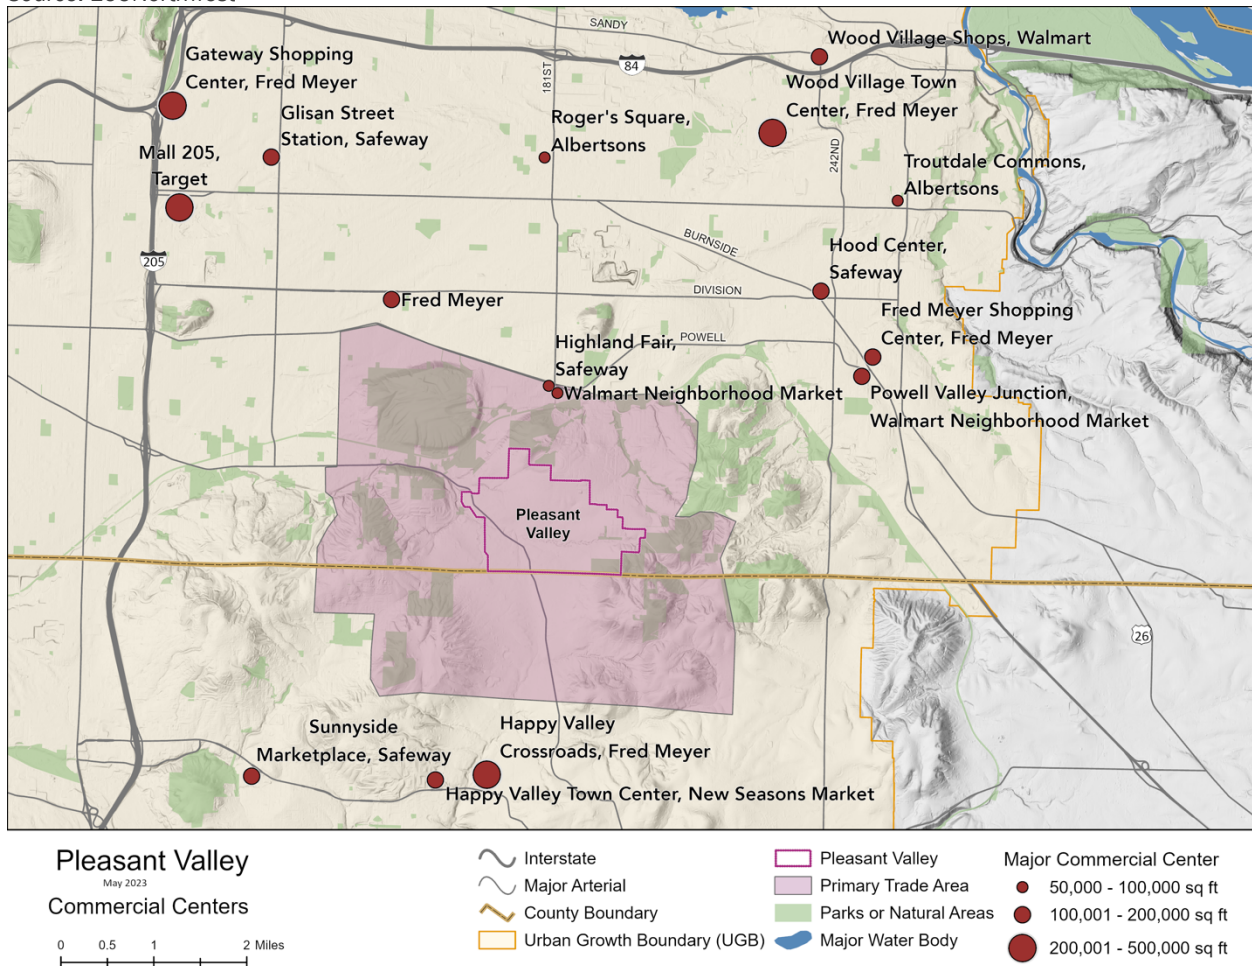 Source: ECONorthwest
SANDY
Wood Village Shops, Walmart
Gateway Shopping
Center, Fred Meyer
84
181ST
Wood Village Town
Center, Fred Meyer
Glisan Street
Station, Safeway
Roger's Square,
Albertsons
Mall 205,
Target
242ND
Troutdale Commons,
Albertsons
BURNSIDE
Hood Center,
Safeway
205
DIVISION
Fred Meyer
Fred Meyer Shopping
Center, Fred Meyer
POWELL
Highland Fair,
Safeway
Walmart Neighborhood Market
Powell Valley Junction,
Walmart Neighborhood Market
Pleasant
Valley
26
Sunnyside
Marketplace, Safeway
Happy Valley
Crossroads, Fred Meyer
Happy Valley Town Center, New Seasons Market
Pleasant Valley
May 2023
Commercial Centers
0 0.5 1 2 Miles
Interstate
Major Arterial
County Boundary
Urban Growth Boundary (UGB)
Pleasant Valley
Primary Trade Area
Parks or Natural Areas
Major Water Body
Major Commercial Center
50,000 - 100,000 sq ft
100,001 - 200,000 sq ft
200,001 - 500,000 sq ft